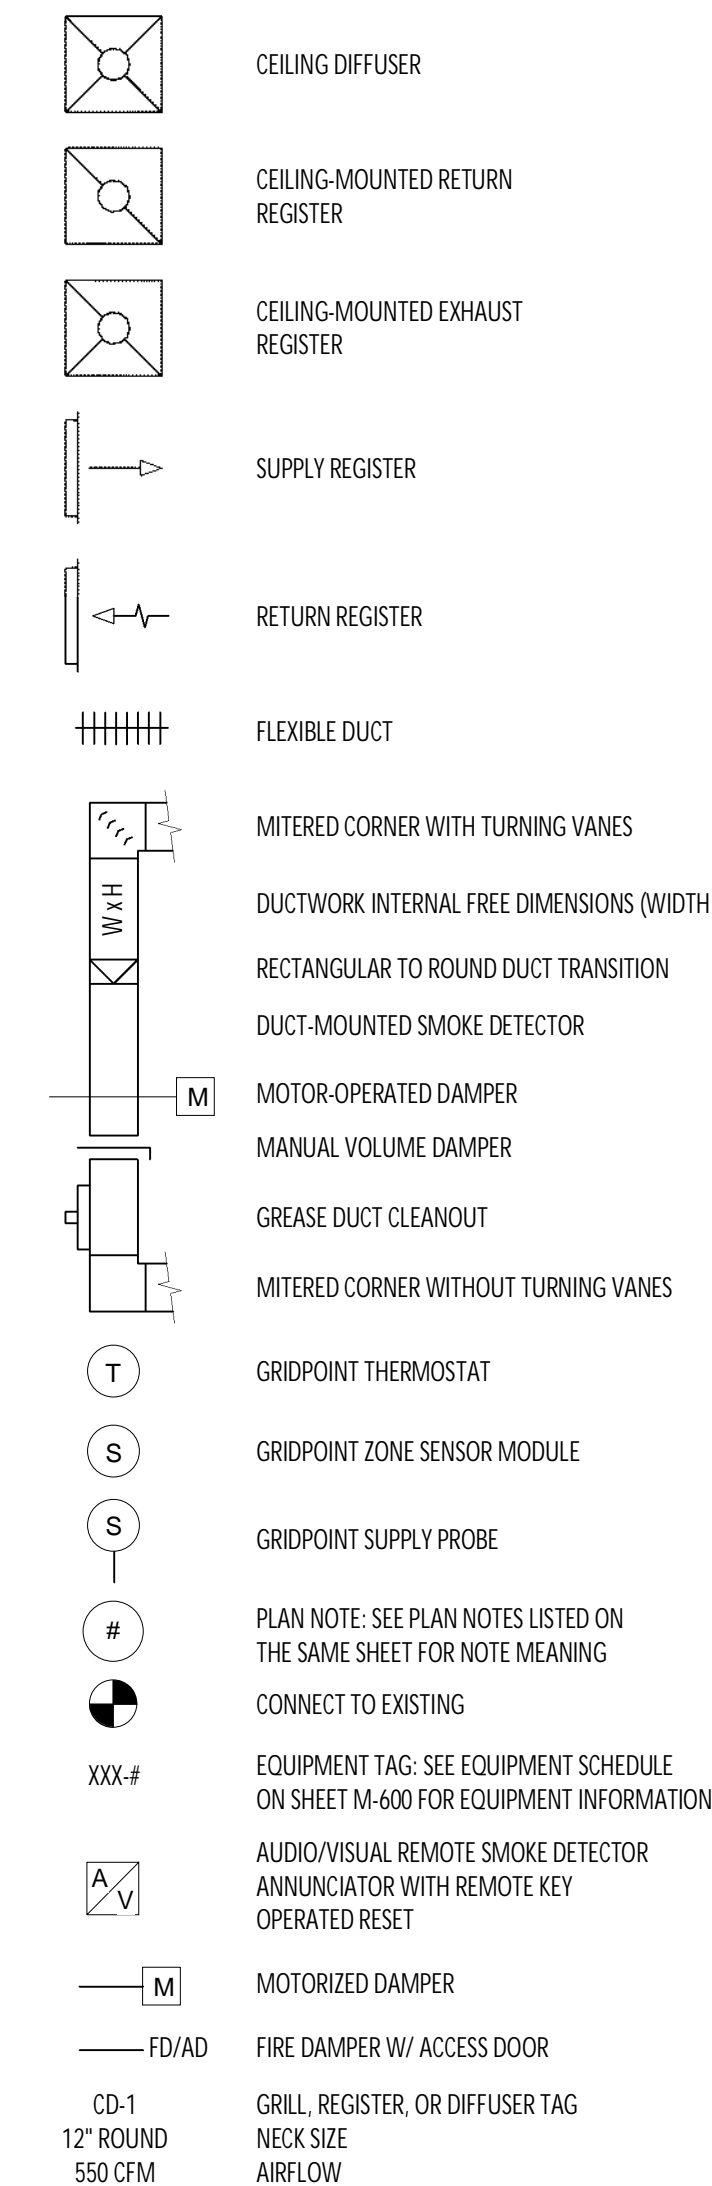 CEILING DIFFUSER
CEILING-MOUNTED RETURN
REGISTER
CEILING-MOUNTED EXHAUST
REGISTER
SUPPLY REGISTER
RETURN REGISTER
FLEXIBLE DUCT
MITERED CORNER WITH TURNING VANES
W x H
DUCTWORK INTERNAL FREE DIMENSIONS (WIDTH
RECTANGULAR TO ROUND DUCT TRANSITION
DUCT-MOUNTED SMOKE DETECTOR
M MOTOR-OPERATED DAMPER
MANUAL VOLUME DAMPER
GREASE DUCT CLEANOUT
MITERED CORNER WITHOUT TURNING VANES
T GRIDPOINT THERMOSTAT
S GRIDPOINT ZONE SENSOR MODULE
S GRIDPOINT SUPPLY PROBE
# PLAN NOTE: SEE PLAN NOTES LISTED ON
THE SAME SHEET FOR NOTE MEANING
CONNECT TO EXISTING
XXX-# EQUIPMENT TAG: SEE EQUIPMENT SCHEDULE
ON SHEET M-600 FOR EQUIPMENT INFORMATION
A/V AUDIO/VISUAL REMOTE SMOKE DETECTOR
ANNUNCIATOR WITH REMOTE KEY
OPERATED RESET
M MOTORIZED DAMPER
FD/AD FIRE DAMPER W/ ACCESS DOOR
CD-1 GRILL, REGISTER, OR DIFFUSER TAG
12" ROUND NECK SIZE
550 CFM AIRFLOW